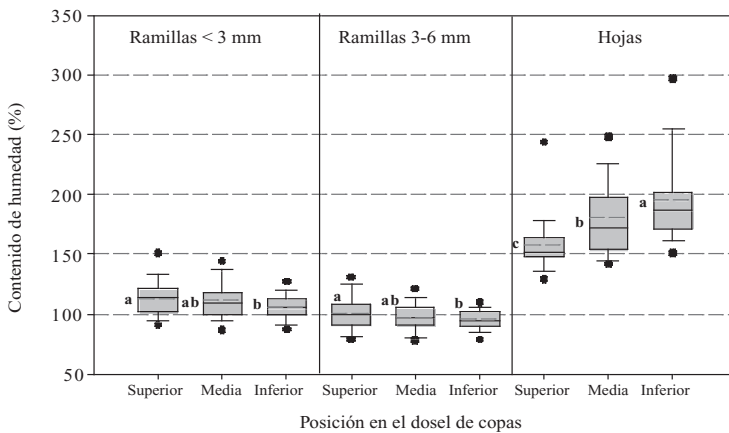 Contenido de humedad (%)
350
300
250
200
150
100
50
Ramillas < 3 mm
Ramillas 3-6 mm
Hojas
a
ab
b
a
ab
b
c
b
a
Superior Media Inferior Superior Media Inferior Superior Media Inferior
Posición en el dosel de copas